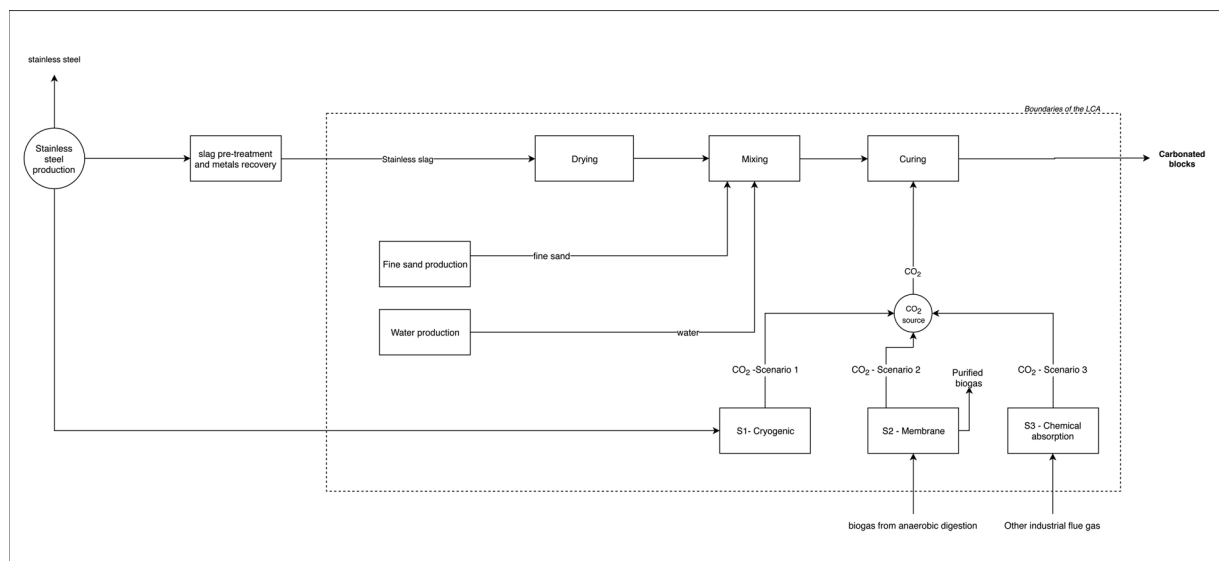 stainless steel
Boundaries of the LCA
Stainless
steel
production
slag pre-treatment
and metals recovery
Stainless slag
Drying
Mixing
Curing
Carbonated
blocks
Fine sand production
fine sand
CO2
Water production
water
CO2
source
CO2 -Scenario 1
CO2 - Scenario 2
Purified
biogas
CO2 - Scenario 3
S1- Cryogenic
S2 - Membrane
S3 - Chemical
absorption
biogas from anaerobic digestion
Other industrial flue gas